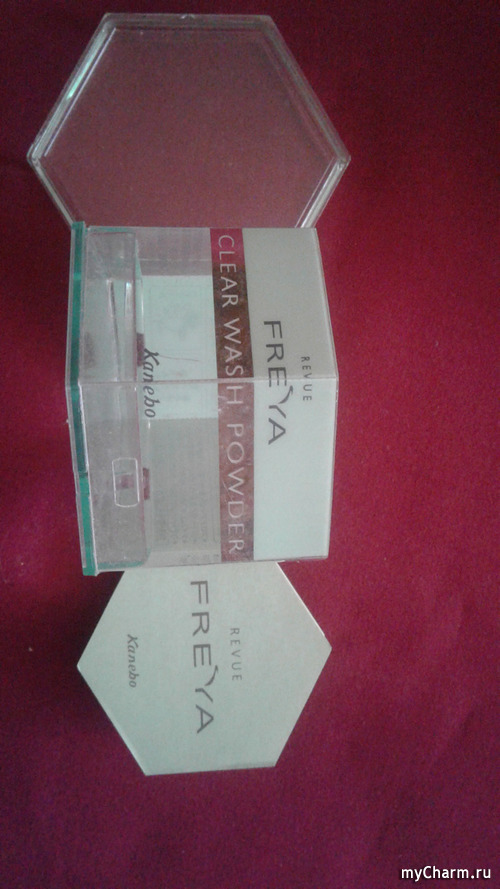 REVUE
FREYA
CLEAR WASH POWDER
Kanebo
REVUE
FREYA
Kanebo
myCharm.ru